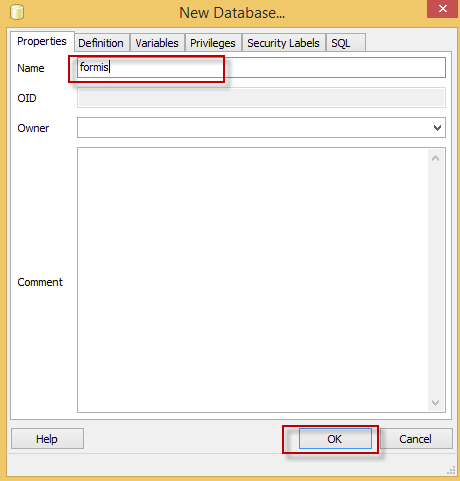 New Database...
Properties Definition Variables Privileges Security Labels SQL
Name formis
OID
Owner
Comment
Help OK Cancel